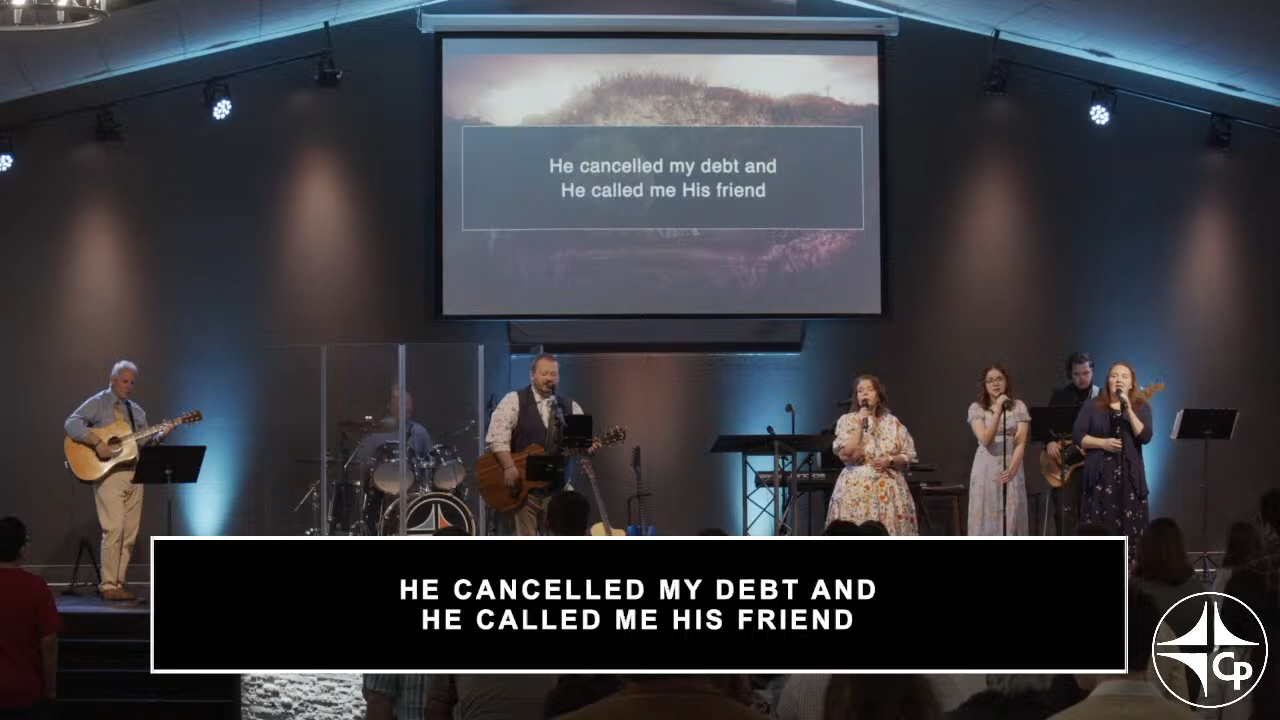 He cancelled my debt and
He called me His friend
HE CANCELLED MY DEBT AND
HE CALLED ME HIS FRIEND
CP